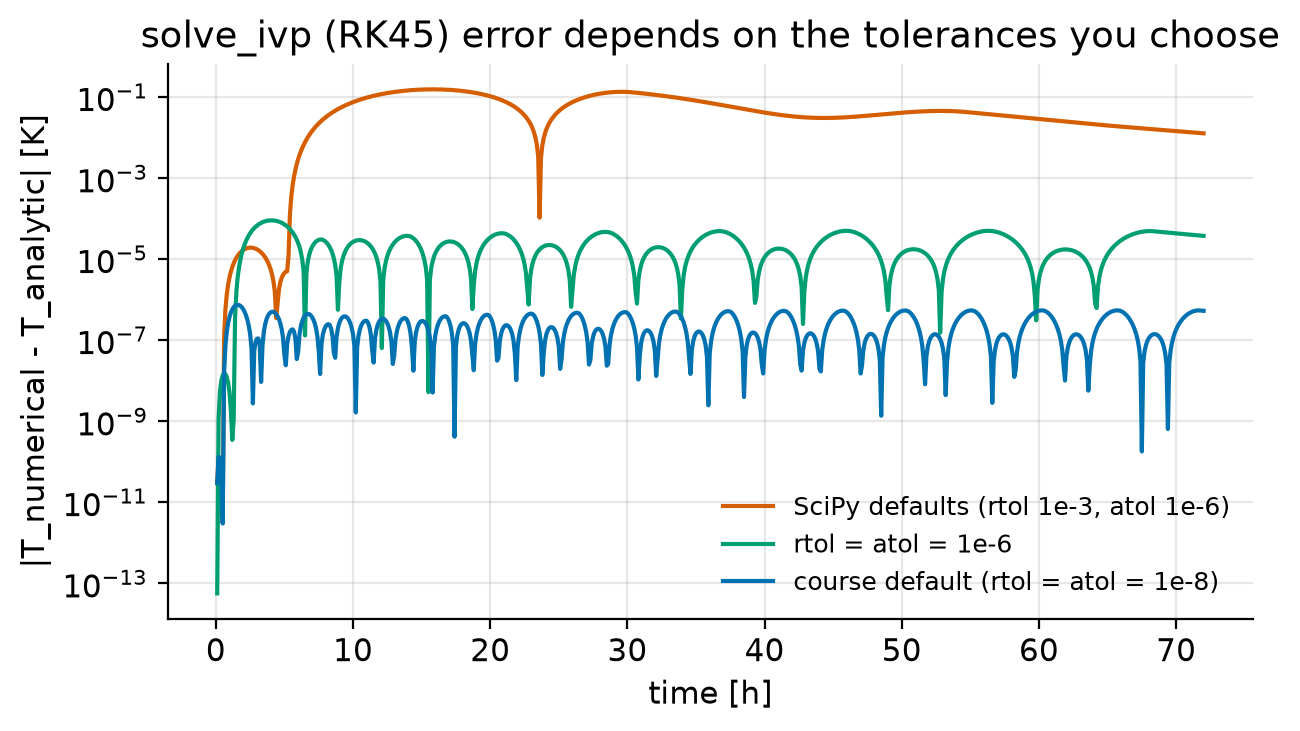 solve_ivp (RK45) error depends on the tolerances you choose
|T_numerical - T_analytic| [K]
10⁻¹
10⁻³
10⁻⁵
10⁻⁷
10⁻⁹
10⁻¹¹
10⁻¹³
SciPy defaults (rtol 1e-3, atol 1e-6)
rtol = atol = 1e-6
course default (rtol = atol = 1e-8)
0 10 20 30 40 50 60 70
time [h]